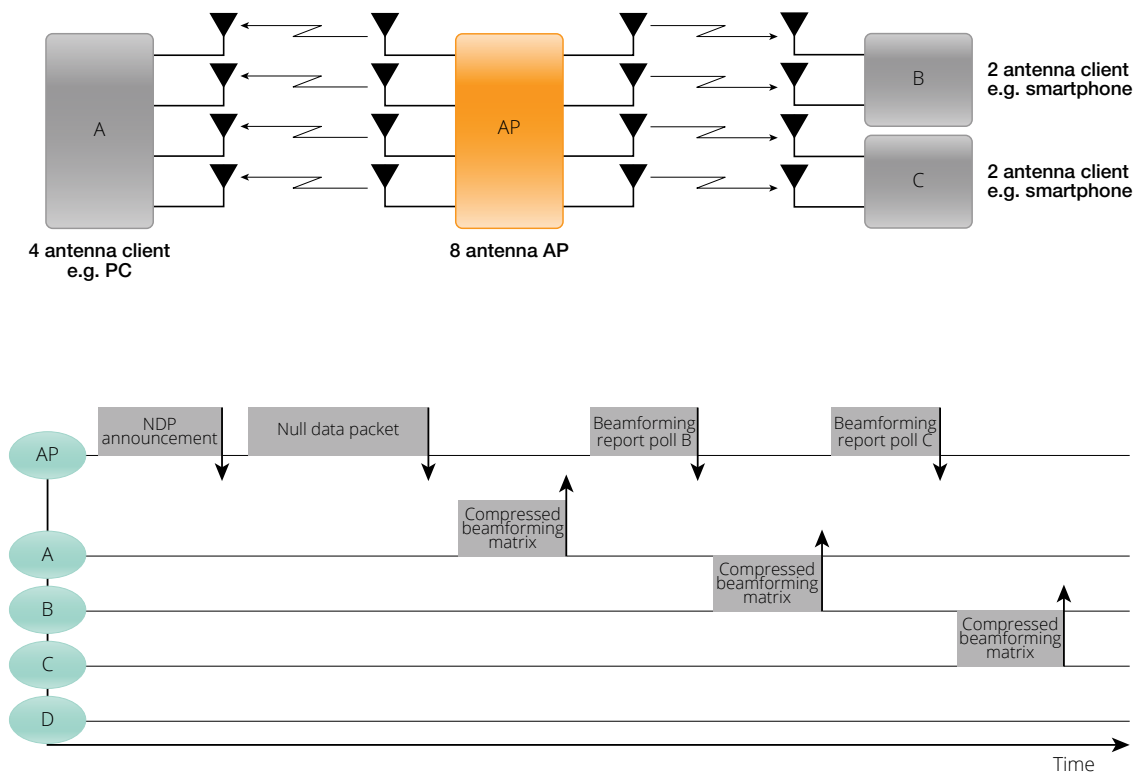 A
AP
B
C
2 antenna client
e.g. smartphone
2 antenna client
e.g. smartphone
4 antenna client
e.g. PC
8 antenna AP
NDP
announcement
Null data packet
Beamforming
report poll B
Beamforming
report poll C
AP
Compressed
beamforming
matrix
A
Compressed
beamforming
matrix
B
Compressed
beamforming
matrix
C
D
Time